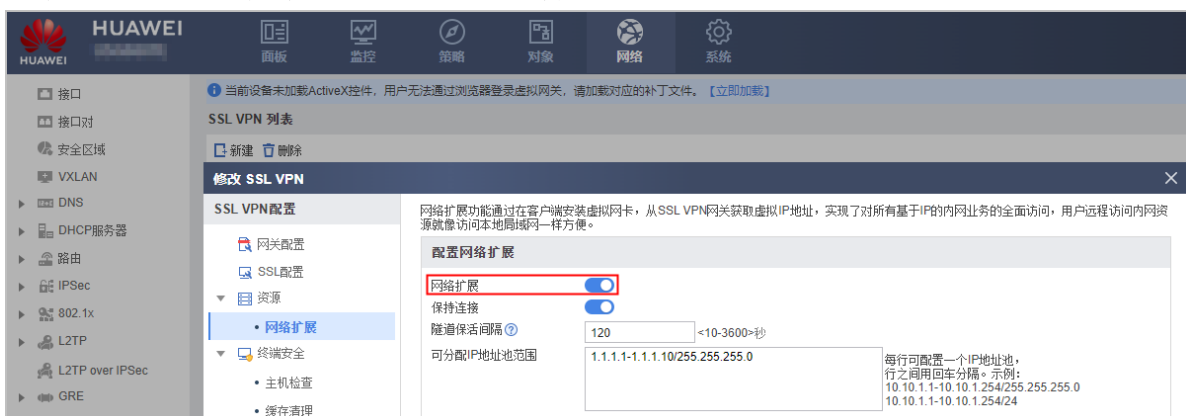 HUAWEI
HUAWEI
面板
监控
策略
对象
网络
系统
接口
接口对
安全区域
VXLAN
DNS
DHCP服务器
路由
IPSec
802.1x
L2TP
L2TP over IPSec
GRE
当前设备未加载ActiveX控件，用户无法通过浏览器登录虚拟网关，请加载对应的补丁文件。【立即加载】
SSL VPN 列表
新建 删除
修改 SSL VPN
SSL VPN配置
网关配置
SSL配置
资源
• 网络扩展
终端安全
• 主机检查
• 缓存清理
网络扩展功能通过在客户端安装虚拟网卡，从SSL VPN网关获取虚拟IP地址，实现了对所有基于IP的内网业务的全面访问，用户远程访问内网资
源就像访问本地局域网一样方便。
配置网络扩展
网络扩展
保持连接
隧道保活间隔 ? 120 <10-3600>秒
可分配IP地址池范围 1.1.1.1-1.1.1.10/255.255.255.0
每行可配置一个IP地址池，
行之间用回车分隔。示例：
10.10.1.1-10.10.1.254/255.255.255.0
10.10.1.1-10.10.1.254/24